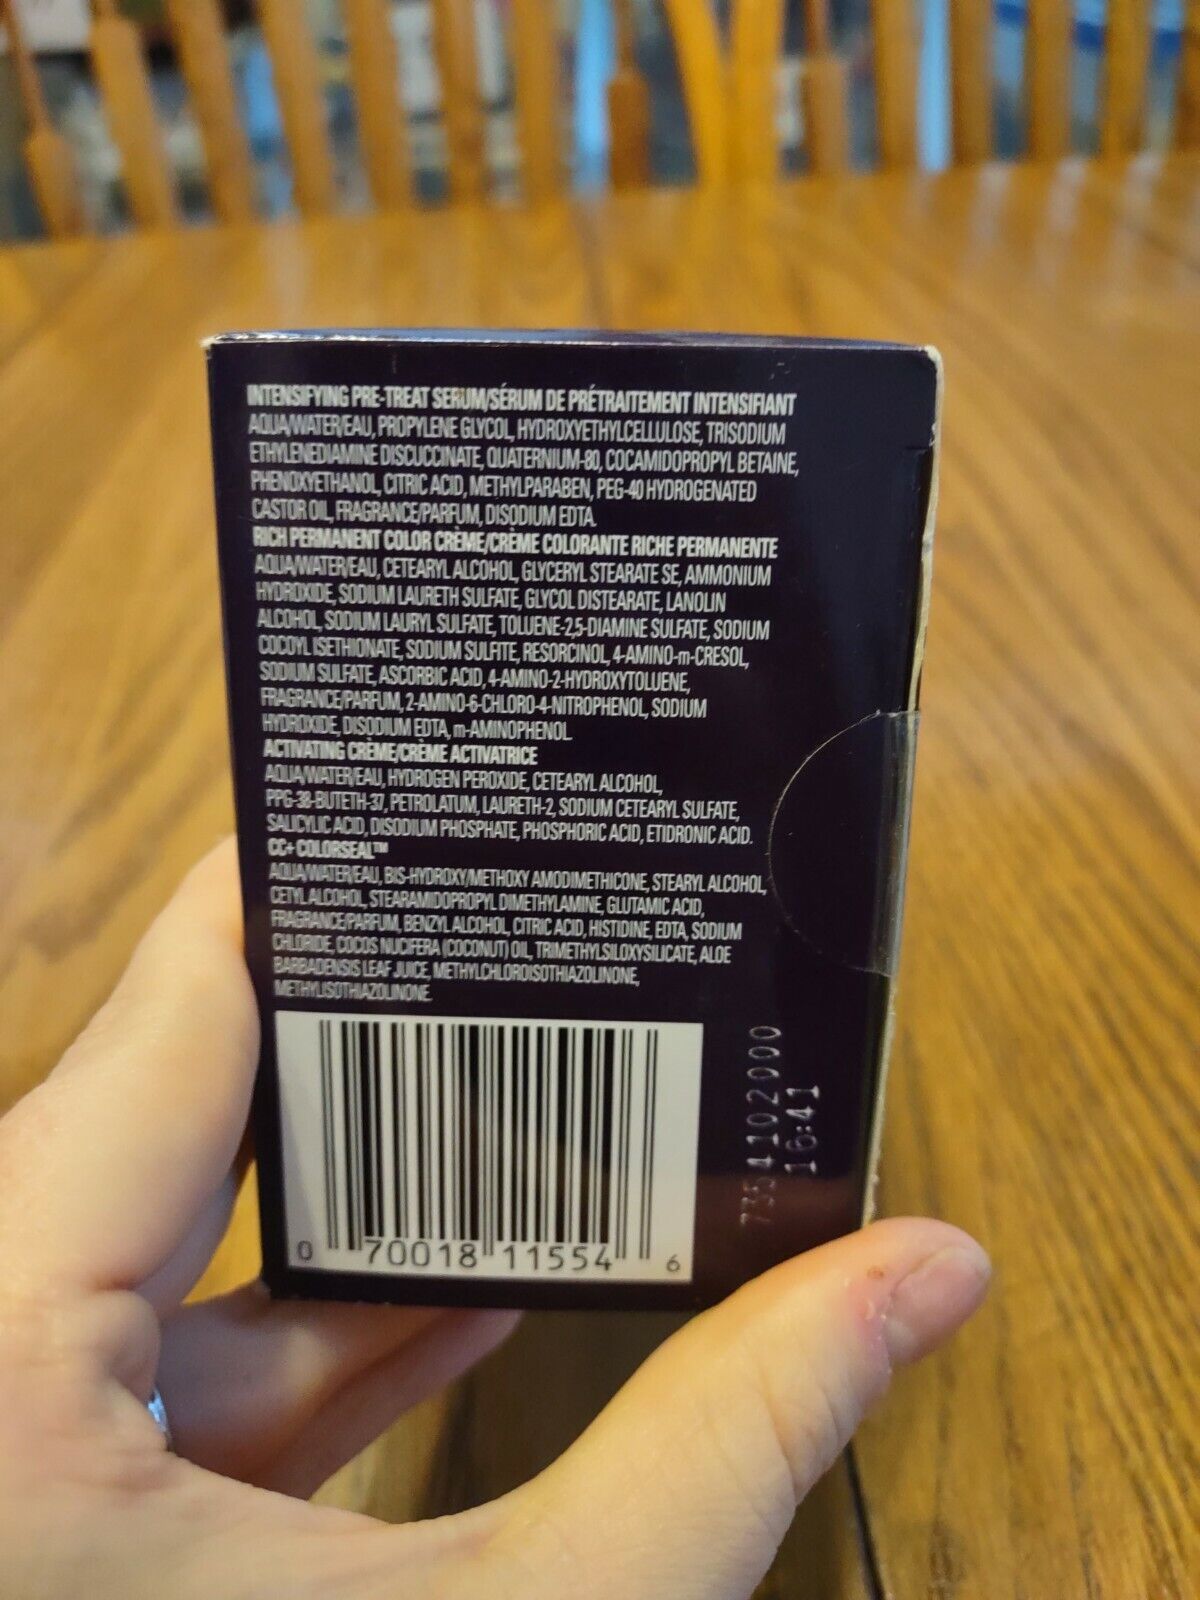 INTENSIFYING PRE-TREAT SERUM/SÉRUM DE PRÉTRAITEMENT INTENSIFIANT
AQUA/WATER/EAU, PROPYLENE GLYCOL, HYDROXYETHYLCELLULOSE, TRISODIUM
ETHYLENEDIAMINE DISCUCCINATE, QUATERNIUM-80, COCAMIDOPROPYL BETAINE,
PHENOXYETHANOL, CITRIC ACID, METHYLPARABEN, PEG-40 HYDROGENATED
CASTOR OIL, FRAGRANCE/PARFUM, DISODIUM EDTA.
RICH PERMANENT COLOR CRÈME/CRÈME COLORANTE RICHE PERMANENTE
AQUA/WATER/EAU, CETEARYL ALCOHOL, GLYCERYL STEARATE SE, AMMONIUM
HYDROXIDE, SODIUM LAURETH SULFATE, GLYCOL DISTEARATE, LANOLIN
ALCOHOL, SODIUM LAURYL SULFATE, TOLUENE-2,5-DIAMINE SULFATE, SODIUM
COCOYL ISETHIONATE, SODIUM SULFITE, RESORCINOL, 4-AMINO-m-CRESOL,
SODIUM SULFATE, ASCORBIC ACID, 4-AMINO-2-HYDROXYTOLUENE,
FRAGRANCE/PARFUM, 2-AMINO-6-CHLORO-4-NITROPHENOL, SODIUM
HYDROXIDE, DISODIUM EDTA, m-AMINOPHENOL.
ACTIVATING CRÈME/CRÈME ACTIVATRICE
AQUA/WATER/EAU, HYDROGEN PEROXIDE, CETEARYL ALCOHOL,
PPG-38-BUTETH-37, PETROLATUM, LAURETH-2, SODIUM CETEARYL SULFATE,
SALICYLIC ACID, DISODIUM PHOSPHATE, PHOSPHORIC ACID, ETIDRONIC ACID.
CC+ COLORSEAL™
AQUA/WATER/EAU, BIS-HYDROXY/METHOXY AMODIMETHICONE, STEARYL ALCOHOL,
CETYL ALCOHOL, STEARAMIDOPROPYL DIMETHYLAMINE, GLUTAMIC ACID,
FRAGRANCE/PARFUM, BENZYL ALCOHOL, CITRIC ACID, HISTIDINE, EDTA, SODIUM
CHLORIDE, COCOS NUCIFERA (COCONUT) OIL, TRIMETHYLSILOXYSILICATE, ALOE
BARBADENSIS LEAF JUICE, METHYLCHLOROISOTHIAZOLINONE,
METHYLISOTHIAZOLINONE.
0 70018 11554 6
7354102000
16:41